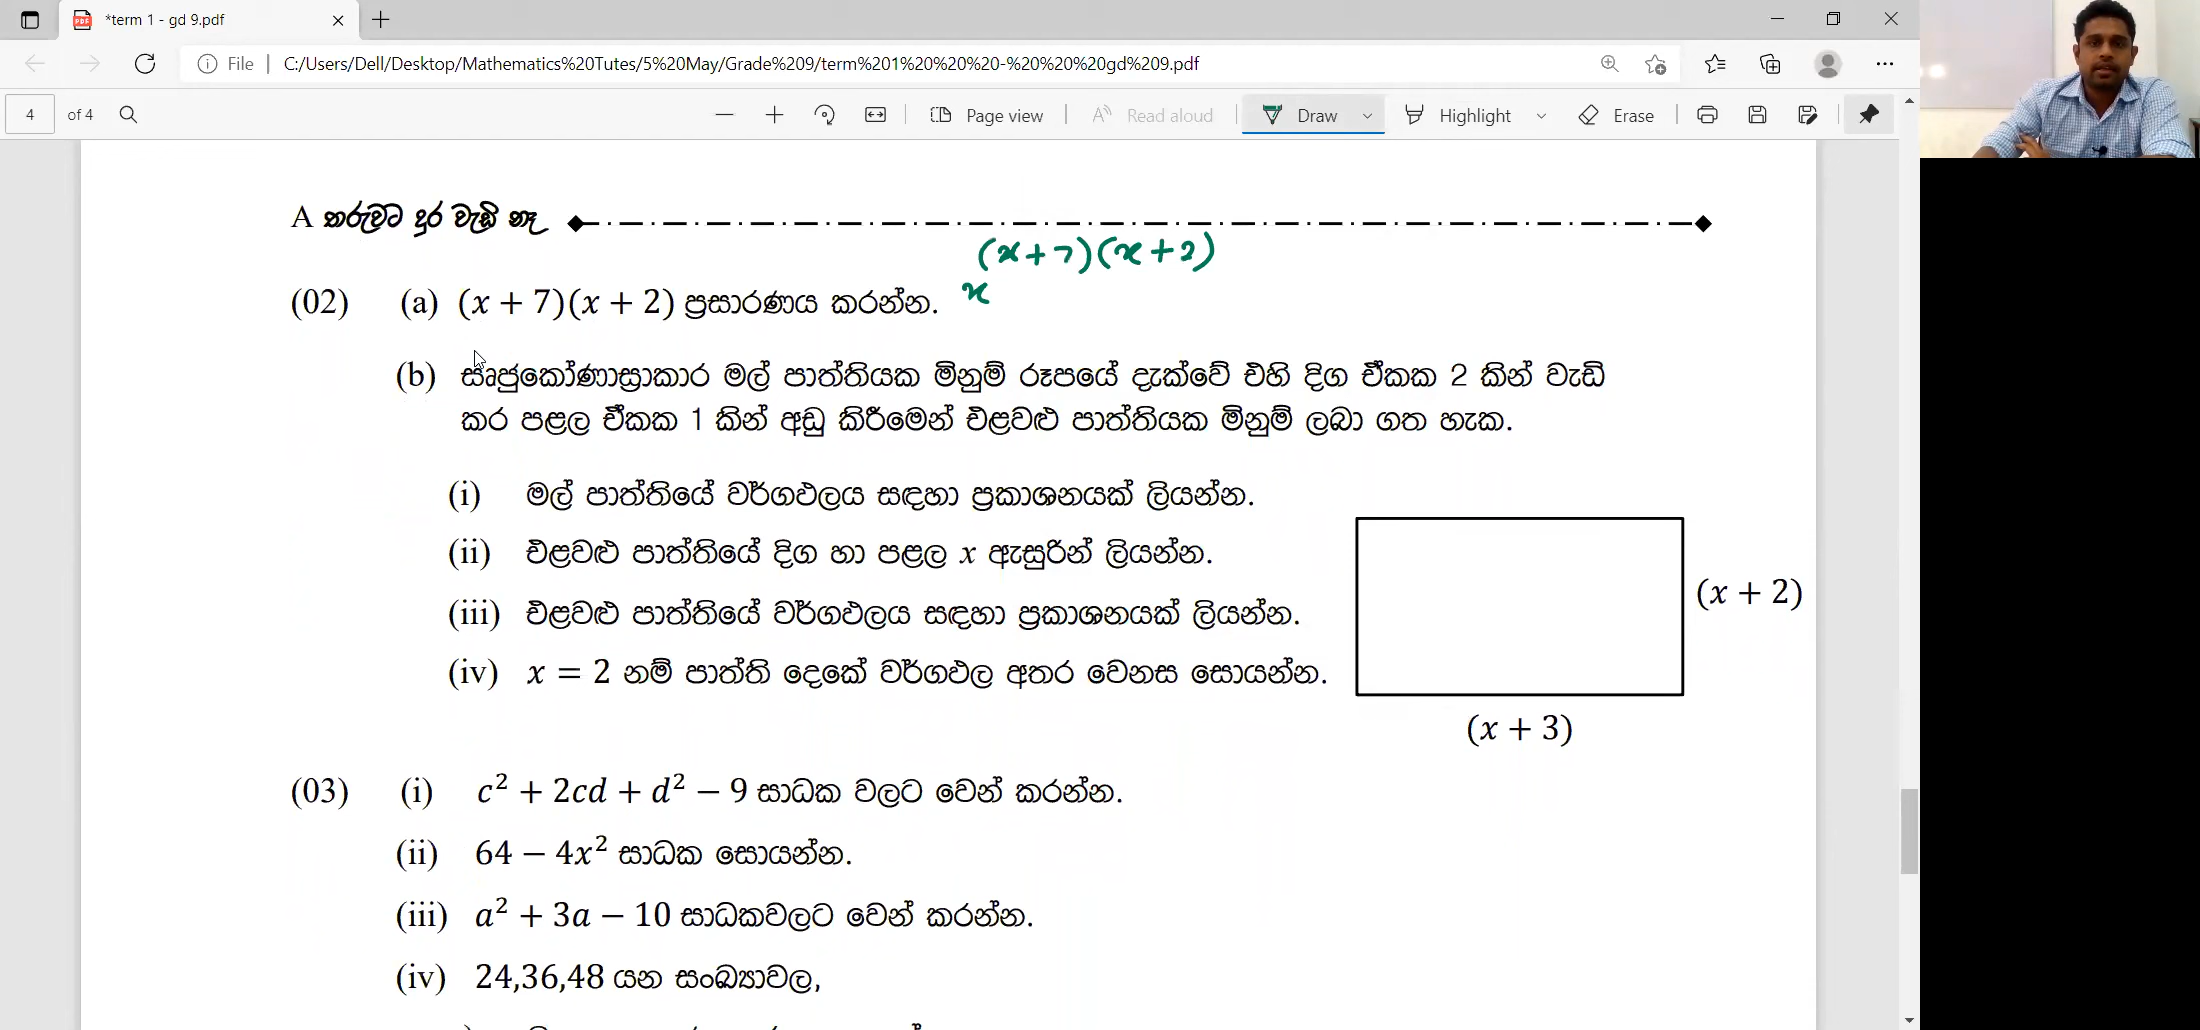 *term 1 - gd 9.pdf
File
C:/Users/Dell/Desktop/Mathematics%20Tutes/5%20May/Grade%209/term%201%20%20%20-%20%20%20gd%209.pdf
4 of 4
Page view
Read aloud
Draw
Highlight
Erase
A තරුවට දුර වැඩි නෑ
(x+7)(x+2)
x
(02) (a) (x + 7)(x + 2) ප්‍රසාරණය කරන්න.
(b) සෘජුකෝණාස්‍රාකාර මල් පාත්තියක මිනුම් රූපයේ දැක්වේ එහි දිග ඒකක 2 කින් වැඩි
කර පළල ඒකක 1 කින් අඩු කිරීමෙන් එළවළු පාත්තියක මිනුම් ලබා ගත හැක.
(i) මල් පාත්තියේ වර්ගඵලය සඳහා ප්‍රකාශනයක් ලියන්න.
(ii) එළවළු පාත්තියේ දිග හා පළල x ඇසුරින් ලියන්න.
(iii) එළවළු පාත්තියේ වර්ගඵලය සඳහා ප්‍රකාශනයක් ලියන්න.
(iv) x = 2 නම් පාත්ති දෙකේ වර්ගඵල අතර වෙනස සොයන්න.
(x + 2)
(x + 3)
(03) (i) c² + 2cd + d² − 9 සාධක වලට වෙන් කරන්න.
(ii) 64 − 4x² සාධක සොයන්න.
(iii) a² + 3a − 10 සාධකවලට වෙන් කරන්න.
(iv) 24,36,48 යන සංඛ්‍යාවල,